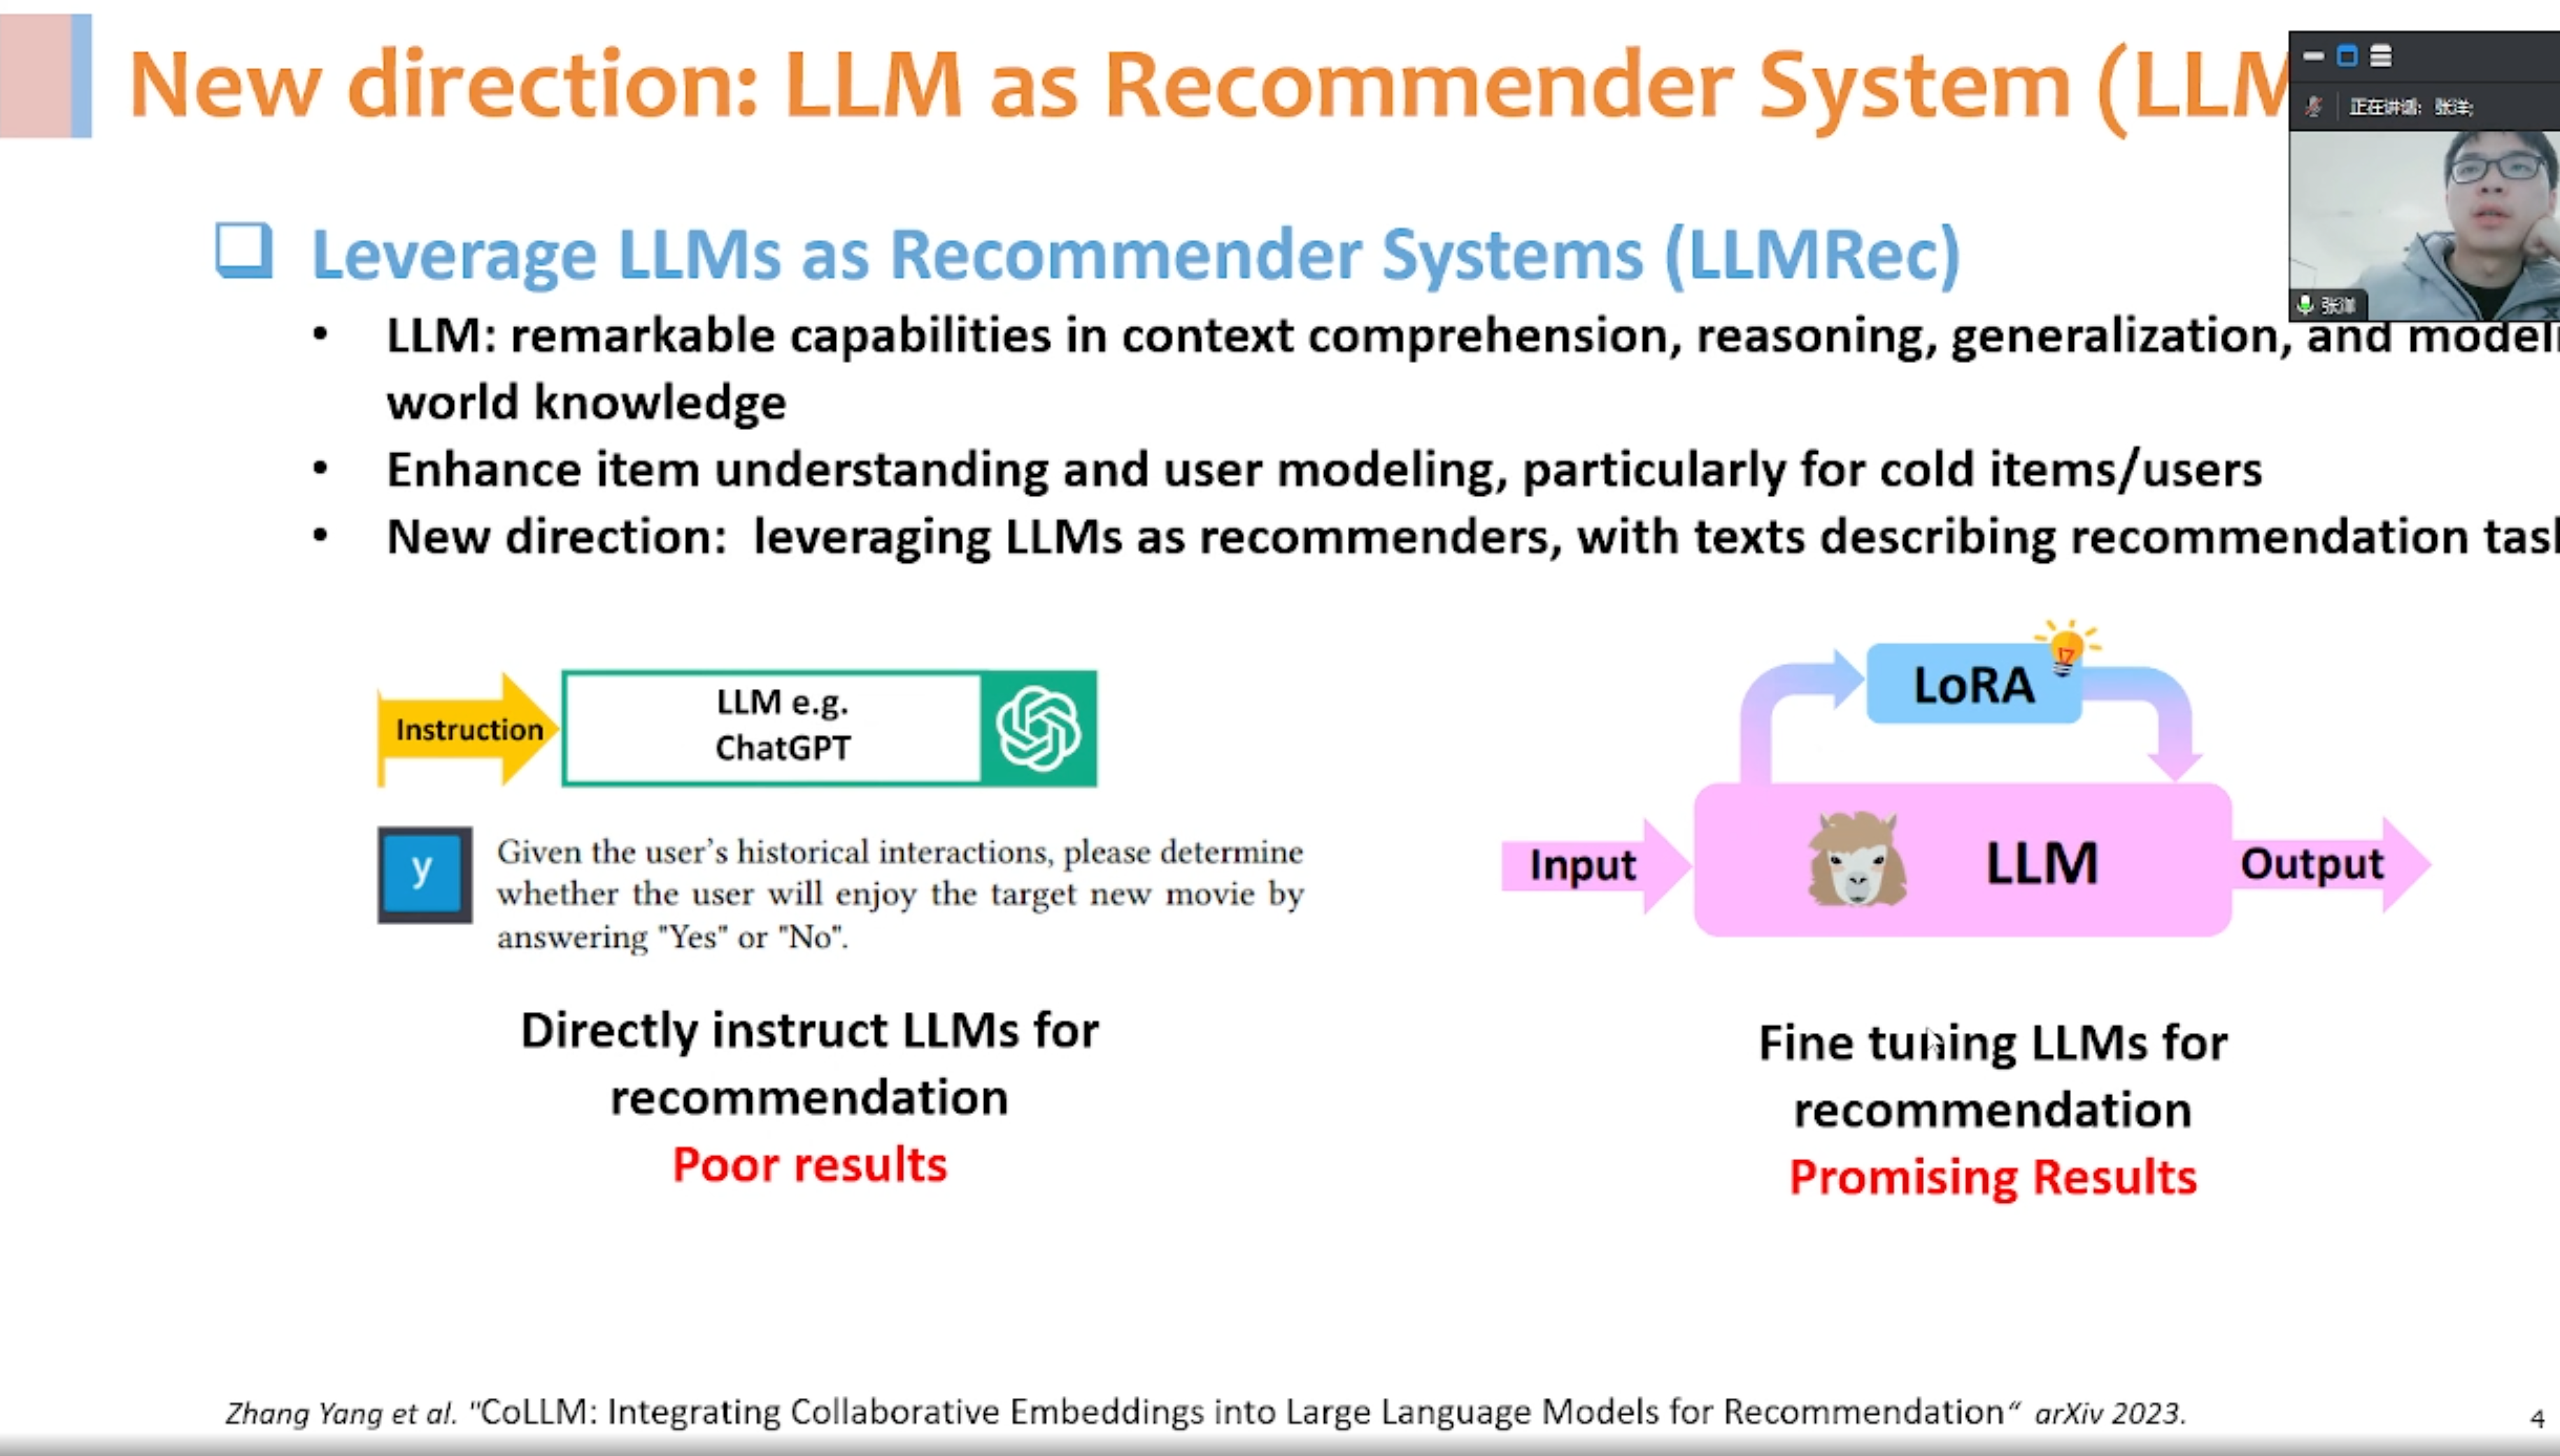 New direction: LLM as Recommender System (LLM
正在讲话: 张洋;
张洋
Leverage LLMs as Recommender Systems (LLMRec)
• LLM: remarkable capabilities in context comprehension, reasoning, generalization, and modeli
world knowledge
• Enhance item understanding and user modeling, particularly for cold items/users
• New direction: leveraging LLMs as recommenders, with texts describing recommendation task
Instruction
LLM e.g.
ChatGPT
y
Given the user's historical interactions, please determine
whether the user will enjoy the target new movie by
answering "Yes" or "No".
Directly instruct LLMs for
recommendation
Poor results
LoRA
Input
LLM
Output
Fine tuning LLMs for
recommendation
Promising Results
Zhang Yang et al. "CoLLM: Integrating Collaborative Embeddings into Large Language Models for Recommendation“ arXiv 2023.
4